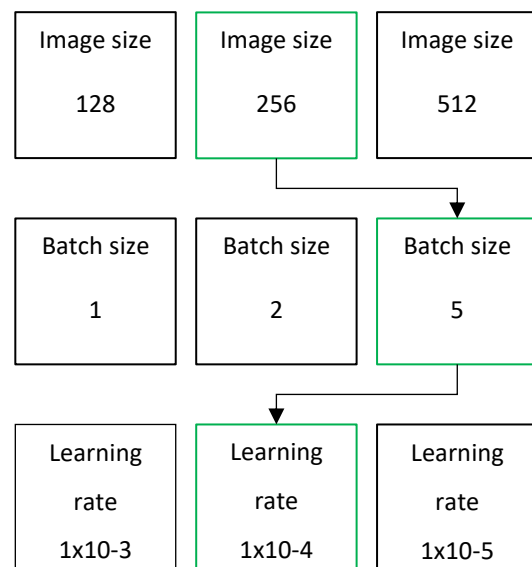 Image size
128
Image size
256
Image size
512
Batch size
1
Batch size
2
Batch size
5
Learning
rate
1x10-3
Learning
rate
1x10-4
Learning
rate
1x10-5